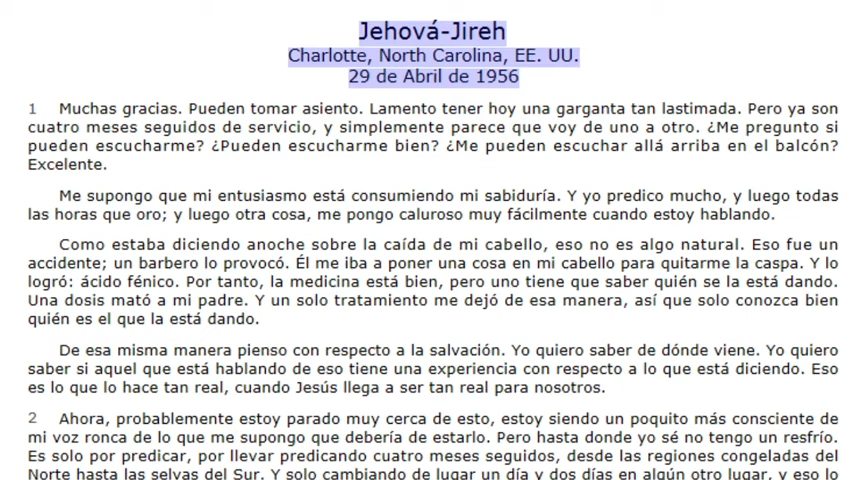 Jehová-Jireh
Charlotte, North Carolina, EE. UU.
29 de Abril de 1956
1 Muchas gracias. Pueden tomar asiento. Lamento tener hoy una garganta tan lastimada. Pero ya son
cuatro meses seguidos de servicio, y simplemente parece que voy de uno a otro. ¿Me pregunto si
pueden escucharme? ¿Pueden escucharme bien? ¿Me pueden escuchar allá arriba en el balcón?
Excelente.
Me supongo que mi entusiasmo está consumiendo mi sabiduría. Y yo predico mucho, y luego todas
las horas que oro; y luego otra cosa, me pongo caluroso muy fácilmente cuando estoy hablando.
Como estaba diciendo anoche sobre la caída de mi cabello, eso no es algo natural. Eso fue un
accidente; un barbero lo provocó. Él me iba a poner una cosa en mi cabello para quitarme la caspa. Y lo
logró: ácido fénico. Por tanto, la medicina está bien, pero uno tiene que saber quién se la está dando.
Una dosis mató a mi padre. Y un solo tratamiento me dejó de esa manera, así que solo conozca bien
quién es el que la está dando.
De esa misma manera pienso con respecto a la salvación. Yo quiero saber de dónde viene. Yo quiero
saber si aquel que está hablando de eso tiene una experiencia con respecto a lo que está diciendo. Eso
es lo que lo hace tan real, cuando Jesús llega a ser tan real para nosotros.
2 Ahora, probablemente estoy parado muy cerca de esto, estoy siendo un poquito más consciente de
mi voz ronca de lo que me supongo que debería de estarlo. Pero hasta donde yo sé no tengo un resfrío.
Es solo por predicar, por llevar predicando cuatro meses seguidos, desde las regiones congeladas del
Norte hasta las selvas del Sur. Y solo cambiando de lugar un día y dos días en algún otro lugar, y eso lo